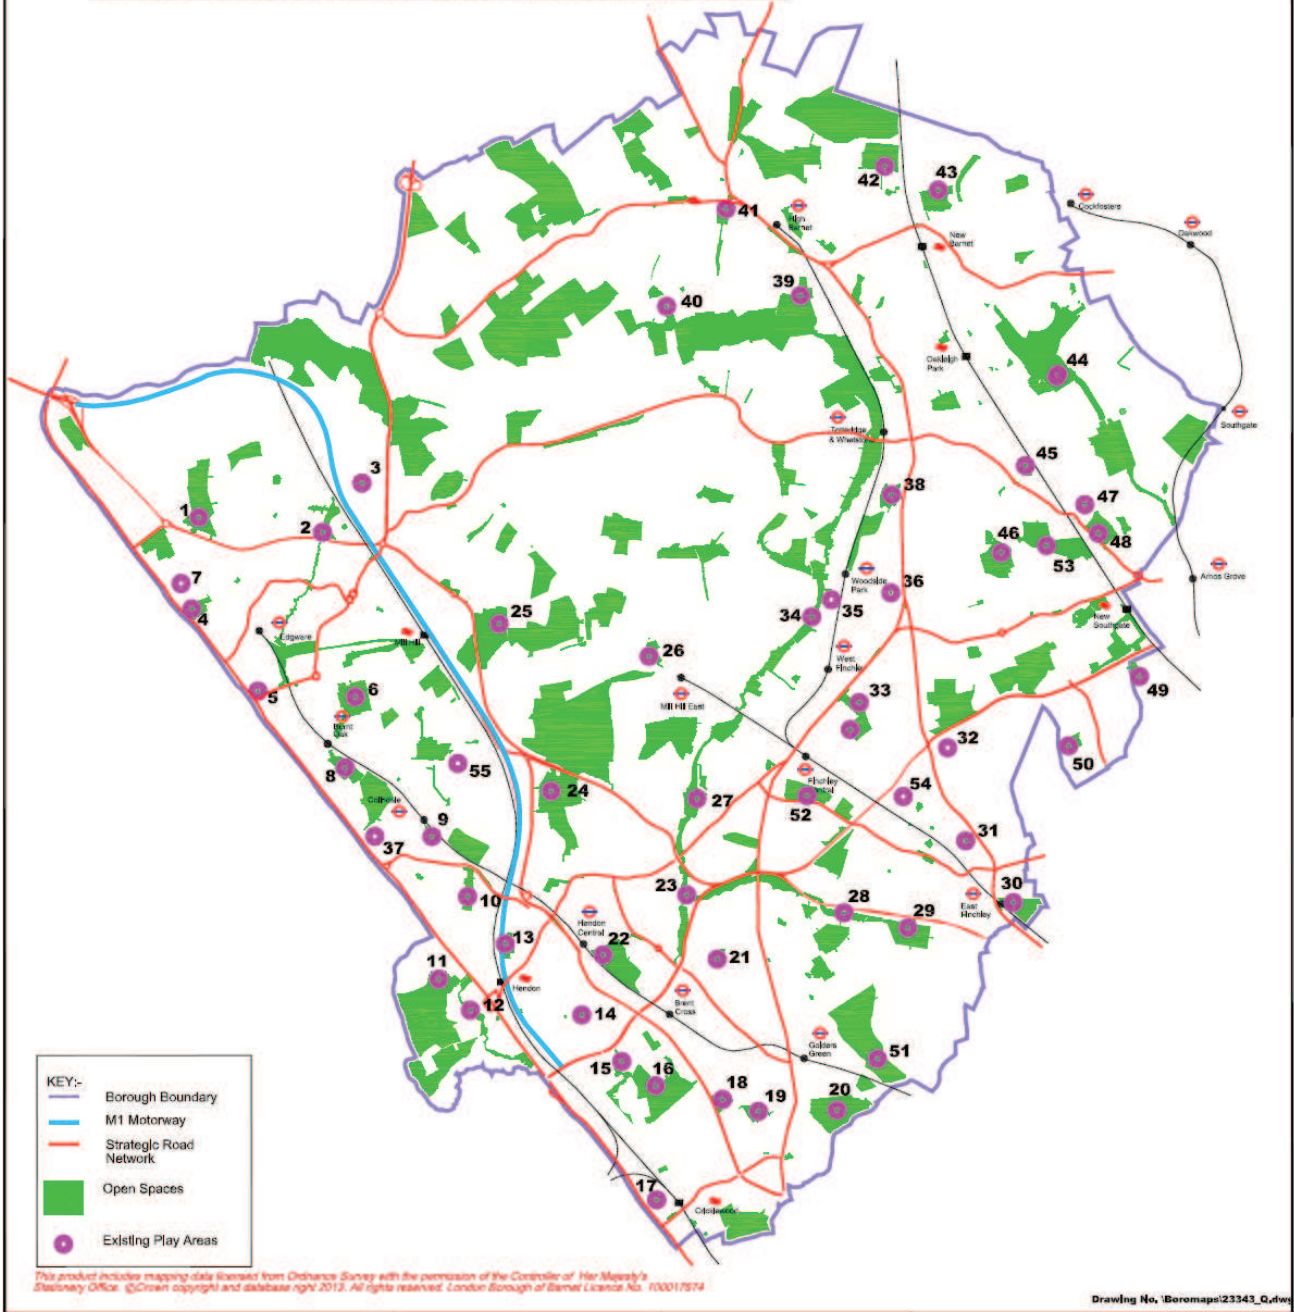 42
43
41
High
Barnet
Cockfosters
Oakwood
New
Barnet
39
40
Oakleigh
Park
44
Totteridge
& Whetstone
Southgate
3
45
1
38
47
2
46
48
53
7
Woodside
Park
36
Arnos Grove
4
25
34
35
New
Southgate
Edgware
Mill Hill
26
West
Finchley
49
5
6
Mill Hill East
33
Burnt
Oak
32
50
8
55
Finchley
Central
24
27
54
Colindale
52
9
31
37
23
30
10
28
East
Finchley
29
Hendon
Central
13
22
21
11
Hendon
12
14
Brent
Cross
Golders
Green
51
15
16
18
19
20
17
Cricklewood
KEY:-
Borough Boundary
M1 Motorway
Strategic Road
Network
Open Spaces
Existing Play Areas
This product includes mapping data licensed from Ordnance Survey with the permission of the Controller of Her Majesty's
Stationery Office. ©Crown copyright and database right 2013. All rights reserved. London Borough of Barnet Licence No. 100017674
Drawing No. \Boromaps\23343_Q.dwg